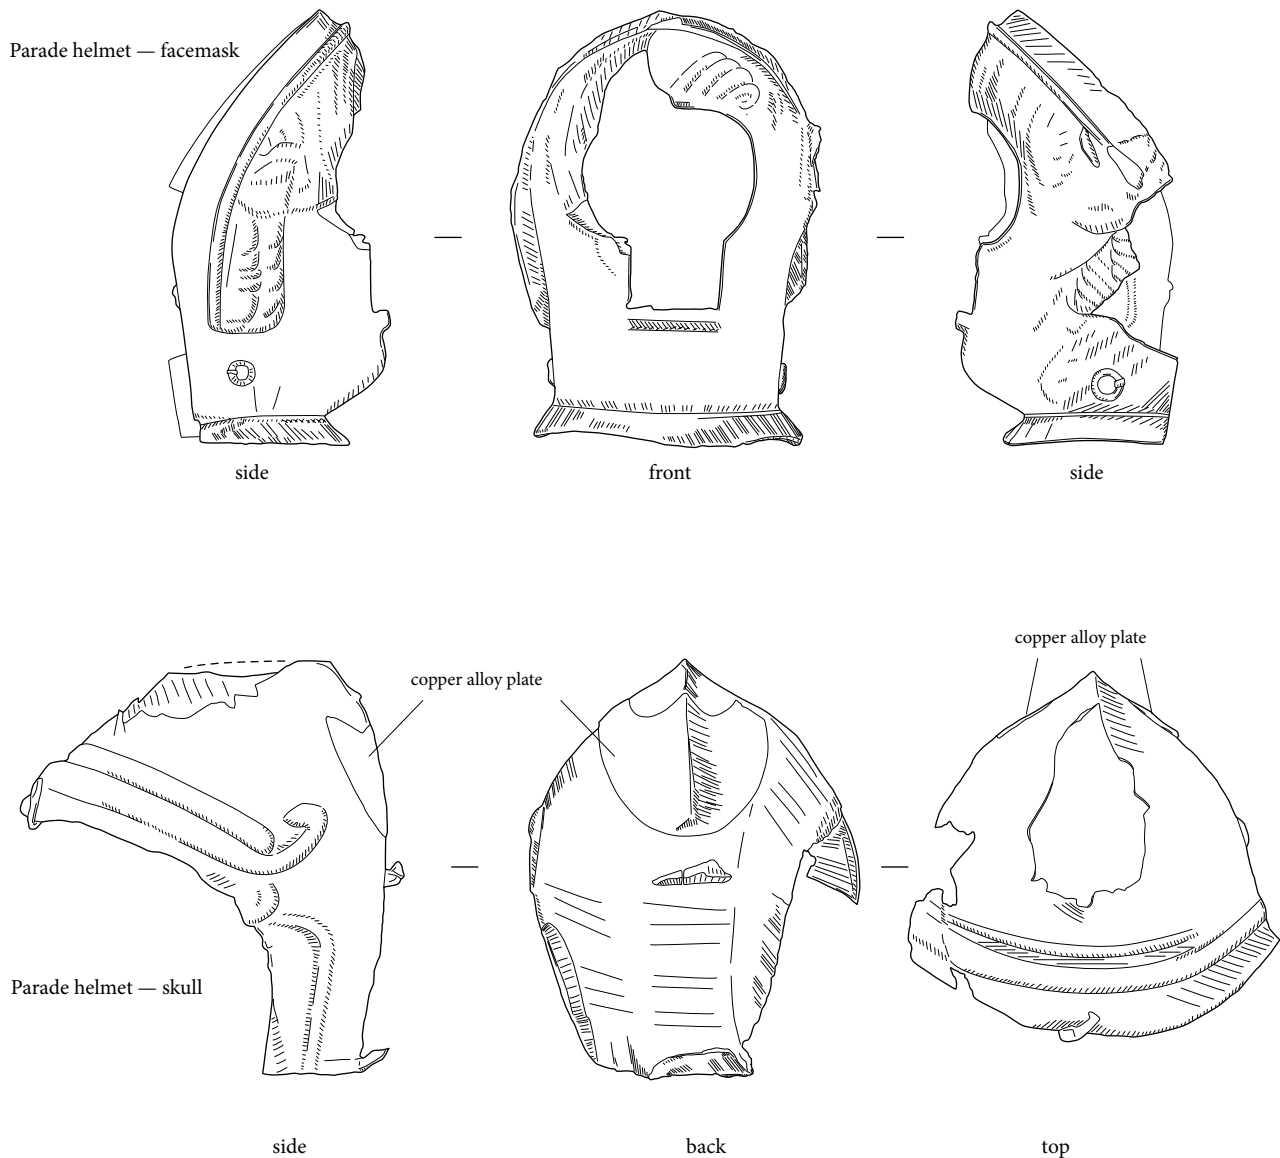 Parade helmet — facemask
side
front
side
copper alloy plate
copper alloy plate
Parade helmet — skull
side
back
top